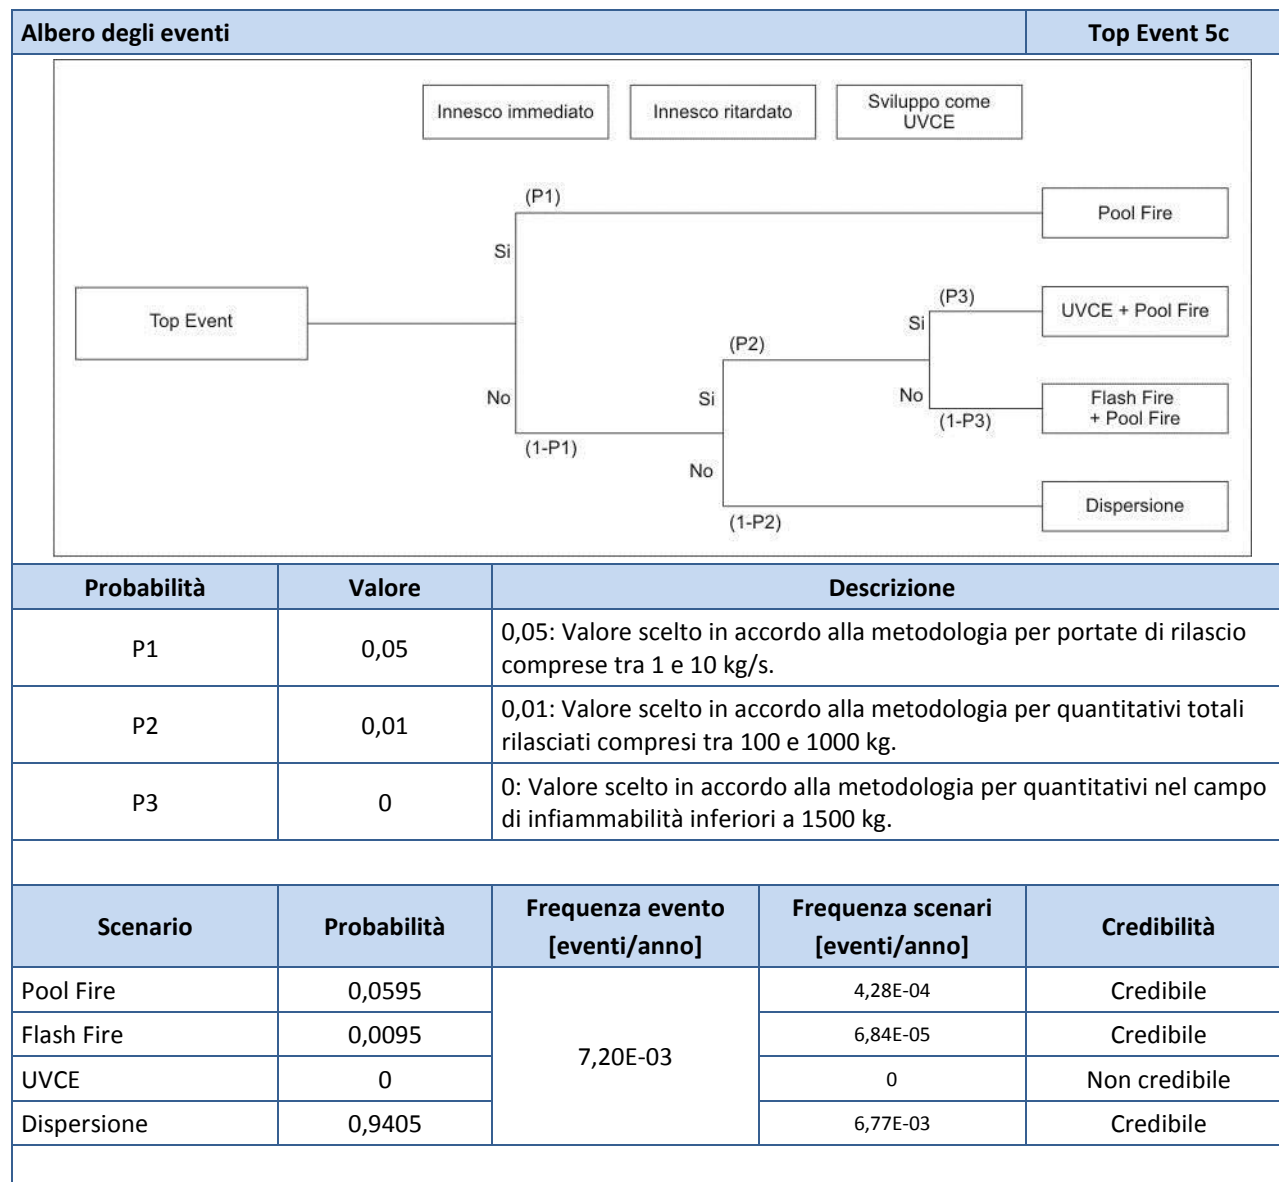 Albero degli eventi Top Event 5c
Innesco immediato Innesco ritardato Sviluppo come
UVCE
(P1)
Pool Fire
Si
(P3)
UVCE + Pool Fire
Top Event
Si
(P2)
No Si No Flash Fire
+ Pool Fire
(1-P3)
(1-P1)
No
Dispersione
(1-P2)
Probabilità Valore Descrizione
P1 0,05 0,05: Valore scelto in accordo alla metodologia per portate di rilascio
comprese tra 1 e 10 kg/s.
P2 0,01 0,01: Valore scelto in accordo alla metodologia per quantitativi totali
rilasciati compresi tra 100 e 1000 kg.
P3 0 0: Valore scelto in accordo alla metodologia per quantitativi nel campo
di infiammabilità inferiori a 1500 kg.
Scenario Probabilità Frequenza evento Frequenza scenari Credibilità
[eventi/anno] [eventi/anno]
Pool Fire 0,0595 4,28E-04 Credibile
Flash Fire 0,0095 6,84E-05 Credibile
7,20E-03
UVCE 0 0 Non credibile
Dispersione 0,9405 6,77E-03 Credibile